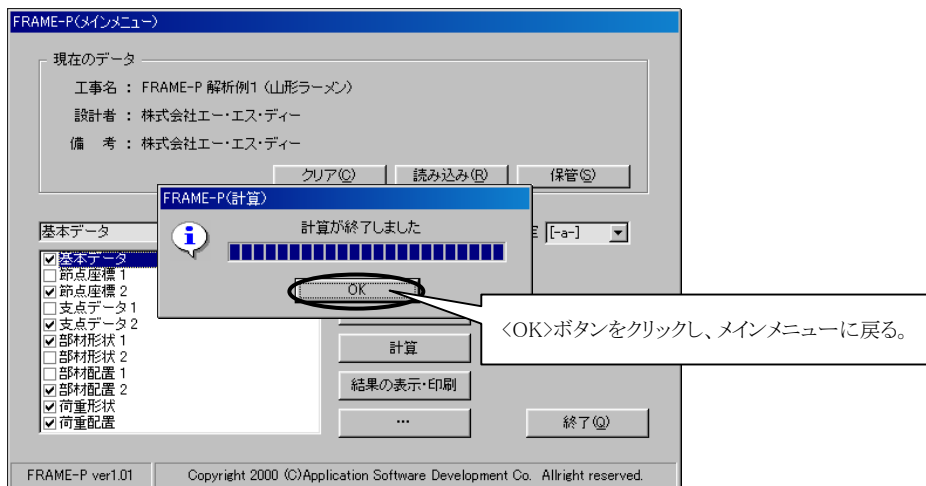 FRAME-P(メインメニュー)
現在のデータ
工事名 : FRAME-P 解析例1 (山形ラーメン)
設計者 : 株式会社エー・エス・ディー
備 考 : 株式会社エー・エス・ディー
クリア(C) 読み込み(R) 保管(S)
FRAME-P(計算)
計算が終了しました
OK
基本データ
[-a-]
基本データ
節点座標 1
節点座標 2
支点データ 1
支点データ 2
部材形状 1
部材形状 2
部材配置 1
部材配置 2
荷重形状
荷重配置
計算
結果の表示・印刷
...
終了(Q)
<OK>ボタンをクリックし、メインメニューに戻る。
FRAME-P ver1.01 Copyright 2000 (C)Application Software Development Co. Allright reserved.